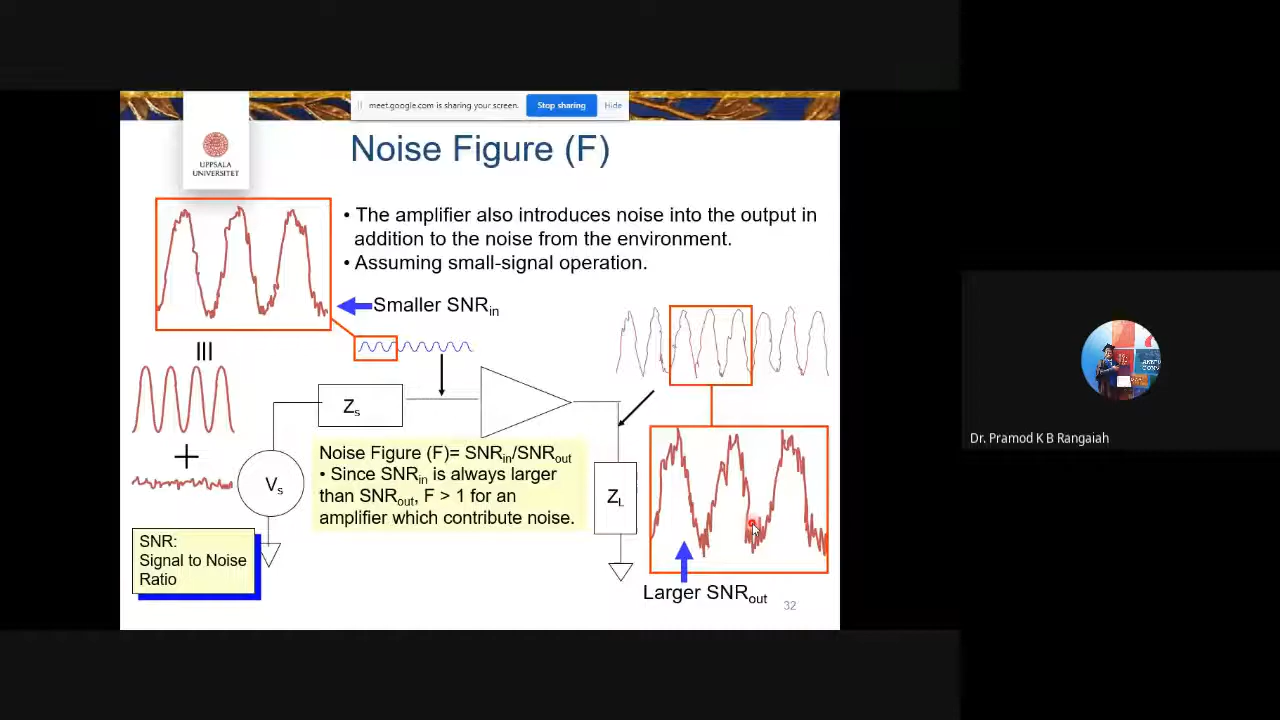 meet.google.com is sharing your screen.
Stop sharing
Hide
UPPSALA
UNIVERSITET
Noise Figure (F)
• The amplifier also introduces noise into the output in
addition to the noise from the environment.
• Assuming small-signal operation.
Smaller SNRin
Zs
Noise Figure (F)= SNRin/SNRout
• Since SNRin is always larger
than SNRout, F > 1 for an
amplifier which contribute noise.
+
Vs
ZL
SNR:
Signal to Noise
Ratio
Larger SNRout
32
Dr. Pramod K B Rangaiah